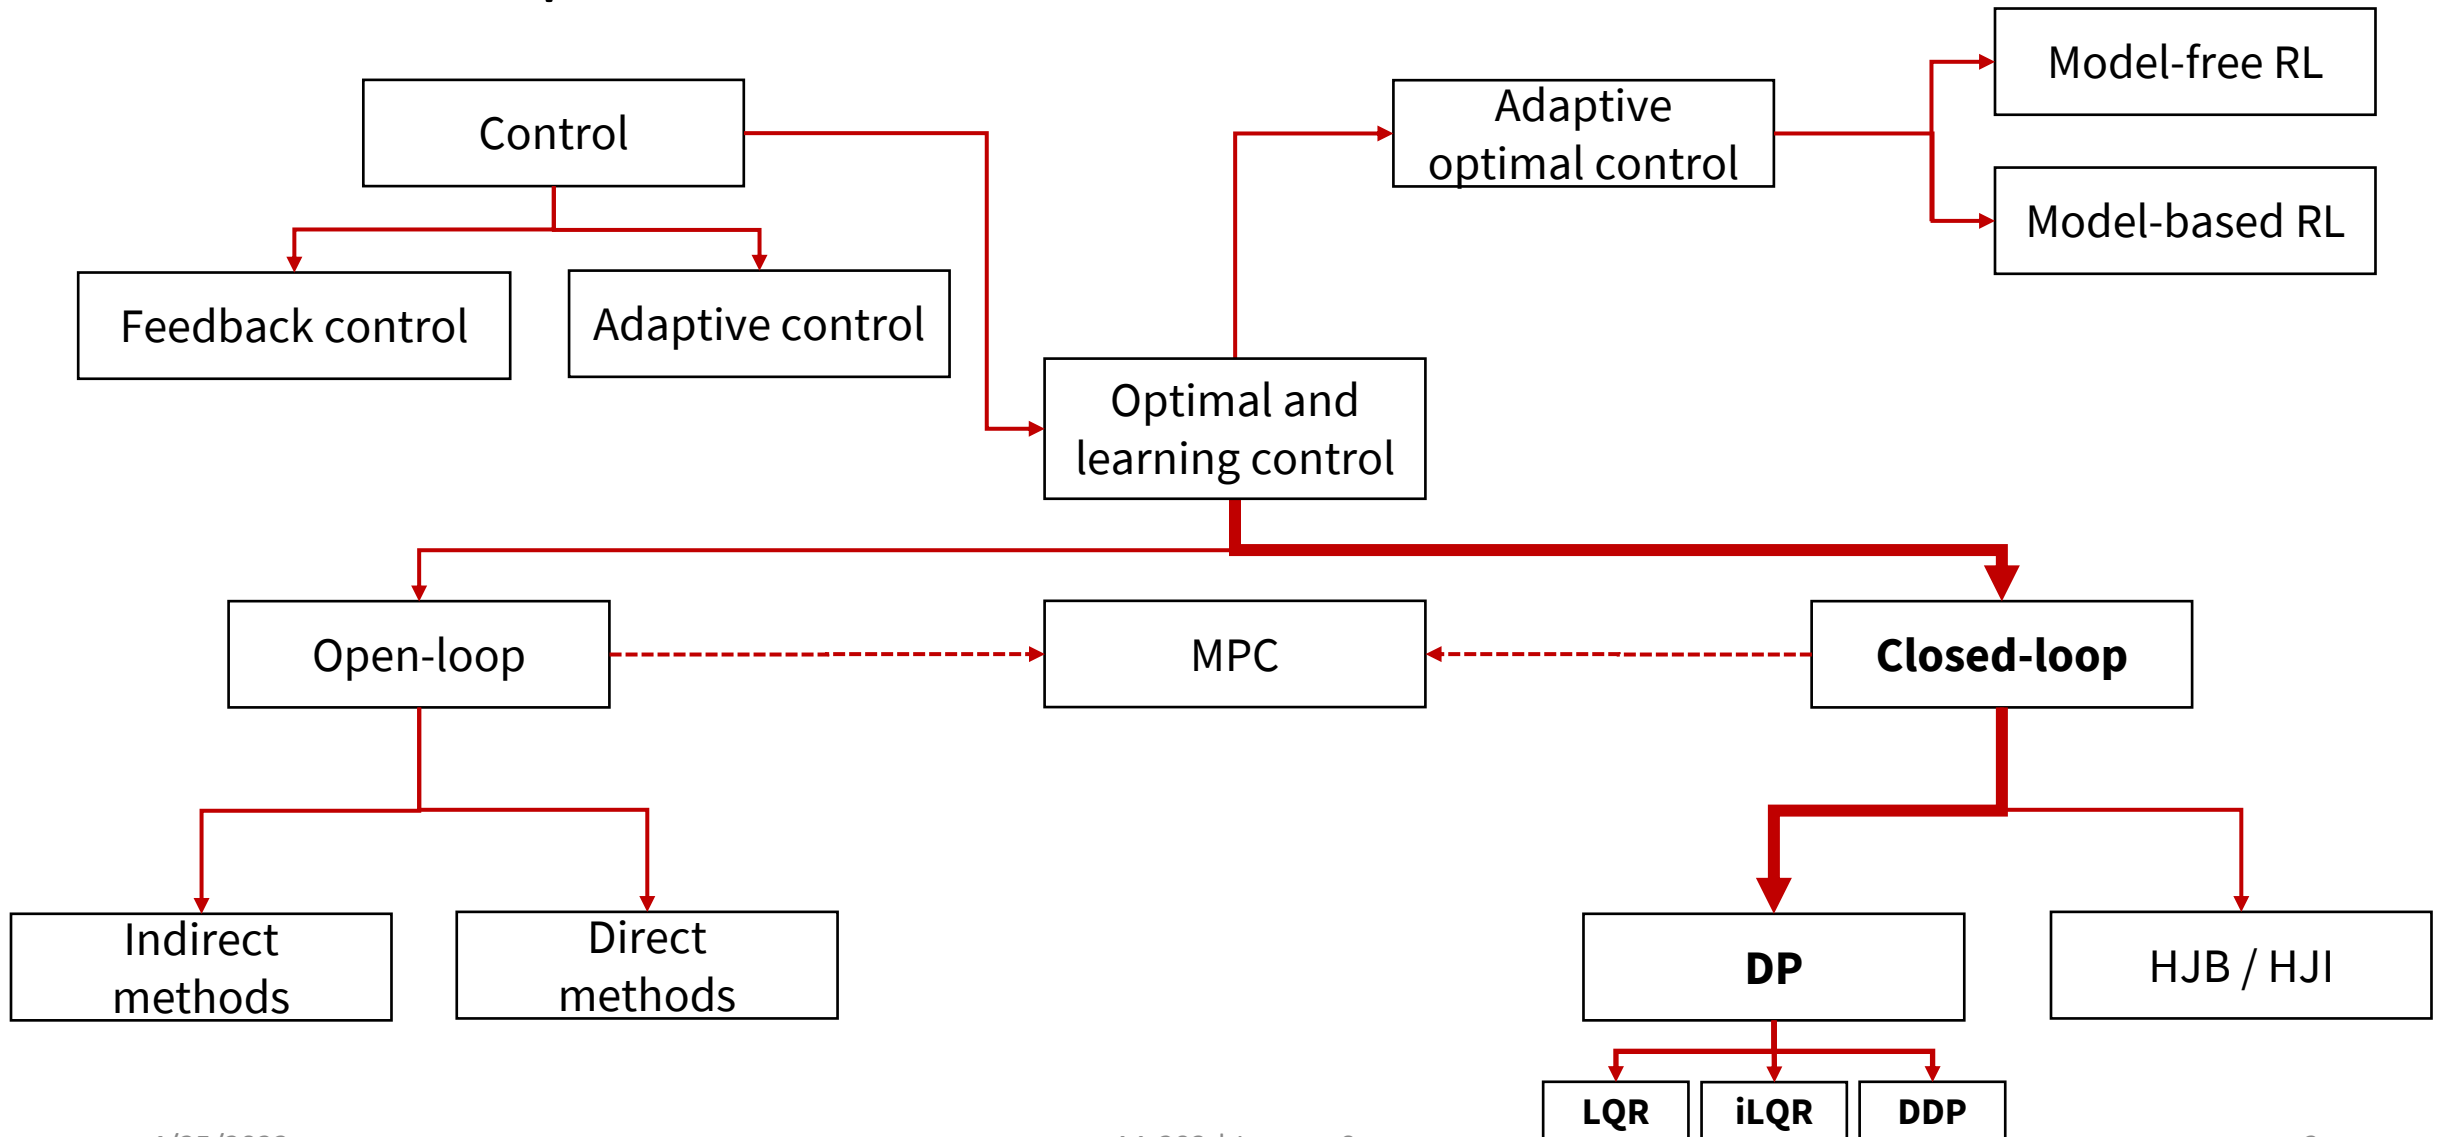 Model-free RL
Control
Adaptive
optimal control
Model-based RL
Feedback control
Adaptive control
Optimal and
learning control
Open-loop
MPC
Closed-loop
Indirect
methods
Direct
methods
DP
HJB / HJI
LQR
iLQR
DDP